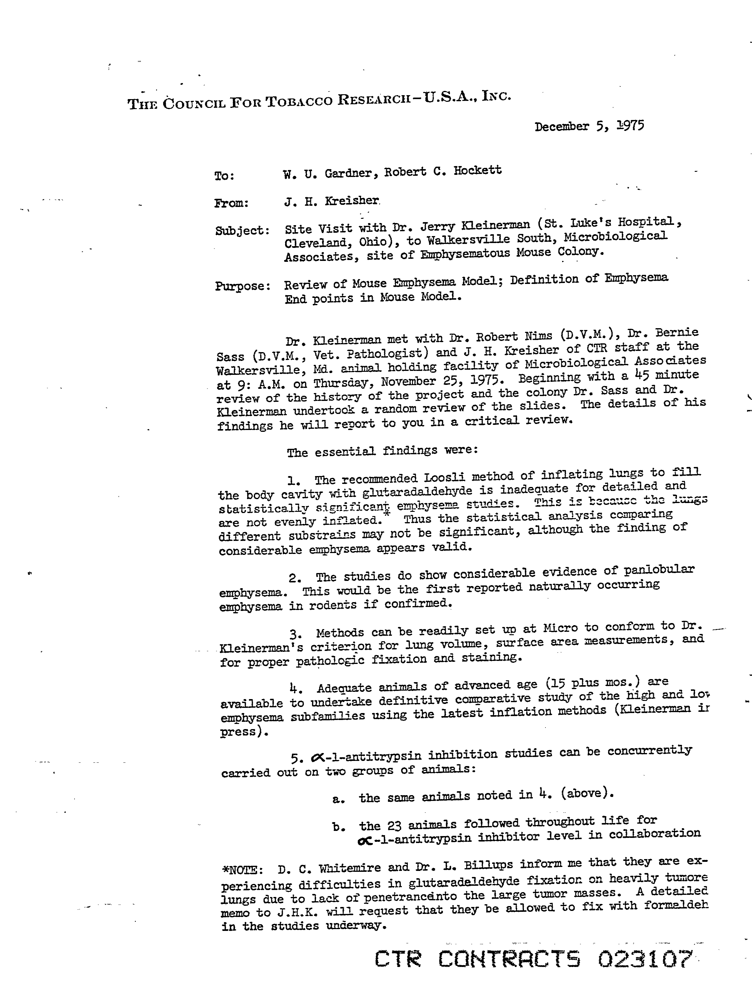 THE COUNCIL FOR TOBACCO RESEARCH-U.S.A., INC.
December 5, 1975
To: W. U. Gardner, Robert C. Hockett
From: J. H. Kreisher
Subject: Site Visit with Dr. Jerry Kleinerman (St. Luke's Hospital,
Cleveland, Ohio), to Walkersville South, Microbiological
Associates, site of Emphysematous Mouse Colony.
Purpose: Review of Mouse Emphysema Model; Definition of Emphysema
End points in Mouse Model.
Dr. Kleinerman met with Dr. Robert Nims (D.V.M.), Dr. Bernie
Sass (D.V.M., Vet. Pathologist) and J. H. Kreisher of CTR staff at the
Walkersville, Md. animal holding facility of Microbiological Associates
at 9: A.M. on Thursday, November 25, 1975. Beginning with a 45 minute
review of the history of the project and the colony Dr. Sass and Dr.
Kleinerman undertook a random review of the slides. The details of his
findings he will report to you in a critical review.
The essential findings were:
1. The recommended Loosli method of inflating lungs to fill
the body cavity with glutaradaldehyde is inadequate for detailed and
statistically significant emphysema studies. This is because the lungs
are not evenly inflated.* Thus the statistical analysis comparing
different substrains may not be significant, although the finding of
considerable emphysema appears valid.
2. The studies do show considerable evidence of panlobular
emphysema. This would be the first reported naturally occurring
emphysema in rodents if confirmed.
3. Methods can be readily set up at Micro to conform to Dr.
Kleinerman's criterion for lung volume, surface area measurements, and
for proper pathologic fixation and staining.
4. Adequate animals of advanced age (15 plus mos.) are
available to undertake definitive comparative study of the high and low
emphysema subfamilies using the latest inflation methods (Kleinerman in
press).
5. α-1-antitrypsin inhibition studies can be concurrently
carried out on two groups of animals:
a. the same animals noted in 4. (above).
b. the 23 animals followed throughout life for
α-1-antitrypsin inhibitor level in collaboration
*NOTE: D. C. Whitemire and Dr. L. Billups inform me that they are ex-
periencing difficulties in glutaradeldehyde fixation on heavily tumore
lungs due to lack of penetranceinto the large tumor masses. A detailed
memo to J.H.K. will request that they be allowed to fix with formaldeh
in the studies underway.
CTR CONTRACTS 023107